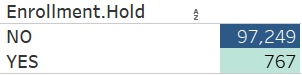 Enrollment.Hold
NO 97,249
YES 767